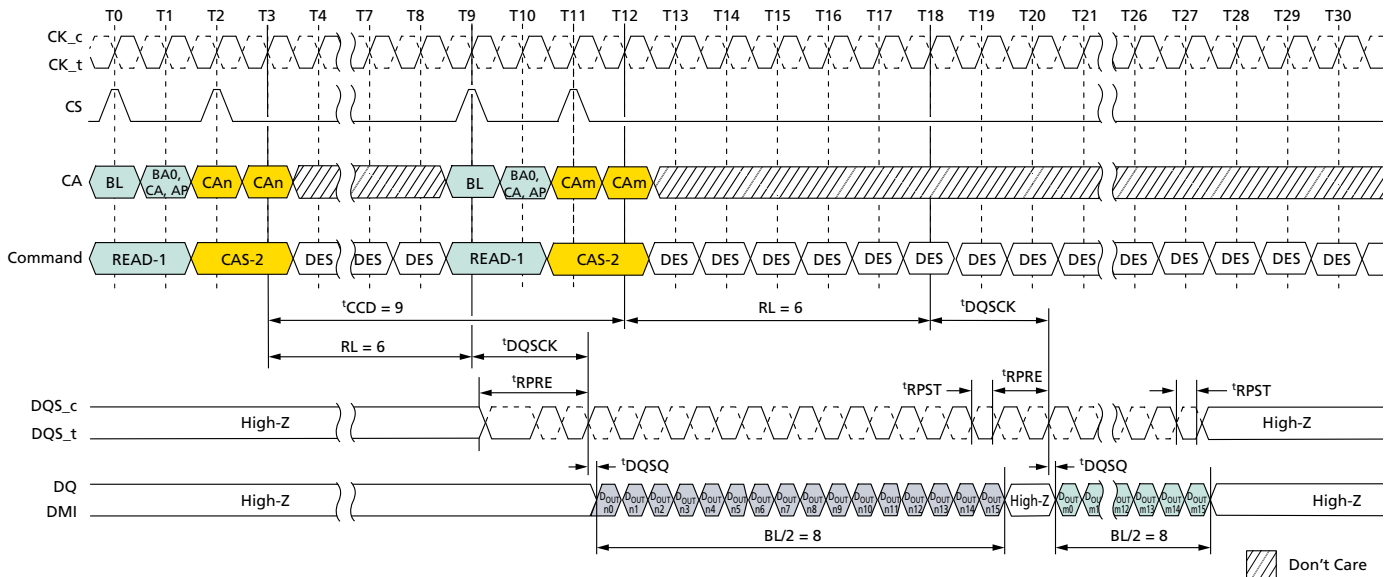 T0 T1 T2 T3 T4 T7 T8 T9 T10 T11 T12 T13 T14 T15 T16 T17 T18 T19 T20 T21 T26 T27 T28 T29 T30
CK_c
CK_t
CS
CA BL BA0, CA, AP CAn CAn BL BA0, CA, AP CAm CAm
Command READ-1 CAS-2 DES DES DES READ-1 CAS-2 DES DES DES DES DES DES DES DES DES DES DES DES DES DES
tCCD = 9 RL = 6 tDQSCK
RL = 6 tDQSCK
tRPRE tRPST tRPRE tRPST
DQS_c
DQS_t
High-Z High-Z
tDQSQ tDQSQ
DQ
DMI
High-Z DOUT n0 DOUT n1 DOUT n2 DOUT n3 DOUT n4 DOUT n5 DOUT n6 DOUT n7 DOUT n8 DOUT n9 DOUT n10 DOUT n11 DOUT n12 DOUT n13 DOUT n14 DOUT n15 High-Z DOUT m0 DOUT m1 DOUT m12 DOUT m13 DOUT m14 DOUT m15 High-Z
BL/2 = 8 BL/2 = 8
Don't Care